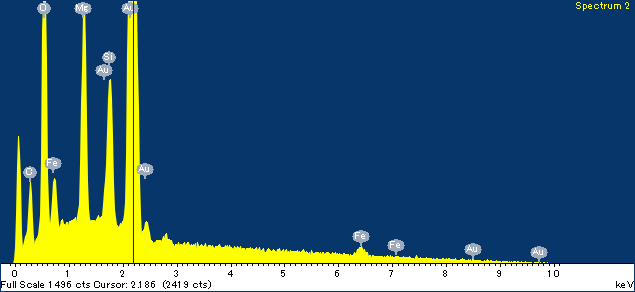 Spectrum 2
O Mg Au
Si
Au
Fe
Au
Fe
Fe
Au
Au
0 1 2 3 4 5 6 7 8 9 10
Full Scale 1496 cts Cursor: 2.186 (2419 cts) keV